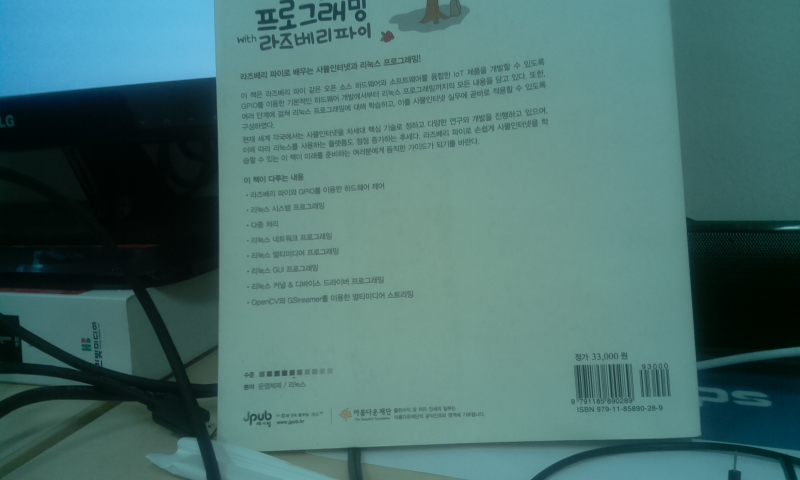 프로그래밍
with 라즈베리파이
라즈베리 파이로 배우는 사물인터넷과 리눅스 프로그래밍!
이 책은 라즈베리 파이 같은 오픈 소스 하드웨어와 소프트웨어를 융합한 IoT 제품을 개발할 수 있도록
GPIO를 이용한 기본적인 하드웨어 개발에서부터 리눅스 프로그래밍까지의 모든 내용을 담고 있다. 또한,
여러 단계에 걸쳐 리눅스 프로그래밍에 대해 학습하고, 이를 사물인터넷 실무에 곧바로 적용할 수 있도록
구성하였다.
현재 세계 각국에서는 사물인터넷을 차세대 핵심 기술로 정하고 다양한 연구와 개발을 진행하고 있으며,
이에 따라 리눅스를 사용하는 플랫폼도 점점 증가하는 추세다. 라즈베리 파이로 손쉽게 사물인터넷을 학
습할 수 있는 이 책이 미래를 준비하는 여러분에게 듬직한 가이드가 되기를 바란다.
이 책이 다루는 내용
• 라즈베리 파이와 GPIO를 이용한 하드웨어 제어
• 리눅스 시스템 프로그래밍
• 다중 처리
• 리눅스 네트워크 프로그래밍
• 리눅스 멀티미디어 프로그래밍
• 리눅스 GUI 프로그래밍
• 리눅스 커널 & 디바이스 드라이버 프로그래밍
• OpenCV와 GStreamer를 이용한 멀티미디어 스트리밍
수준
분야 운영체제 / 리눅스
정가 33,000 원
93000
9 791185 890289
ISBN 979-11-85890-28-9
Jpub
제이펍
www.jpub.kr
아름다운재단
LG
한빛미디어
ps